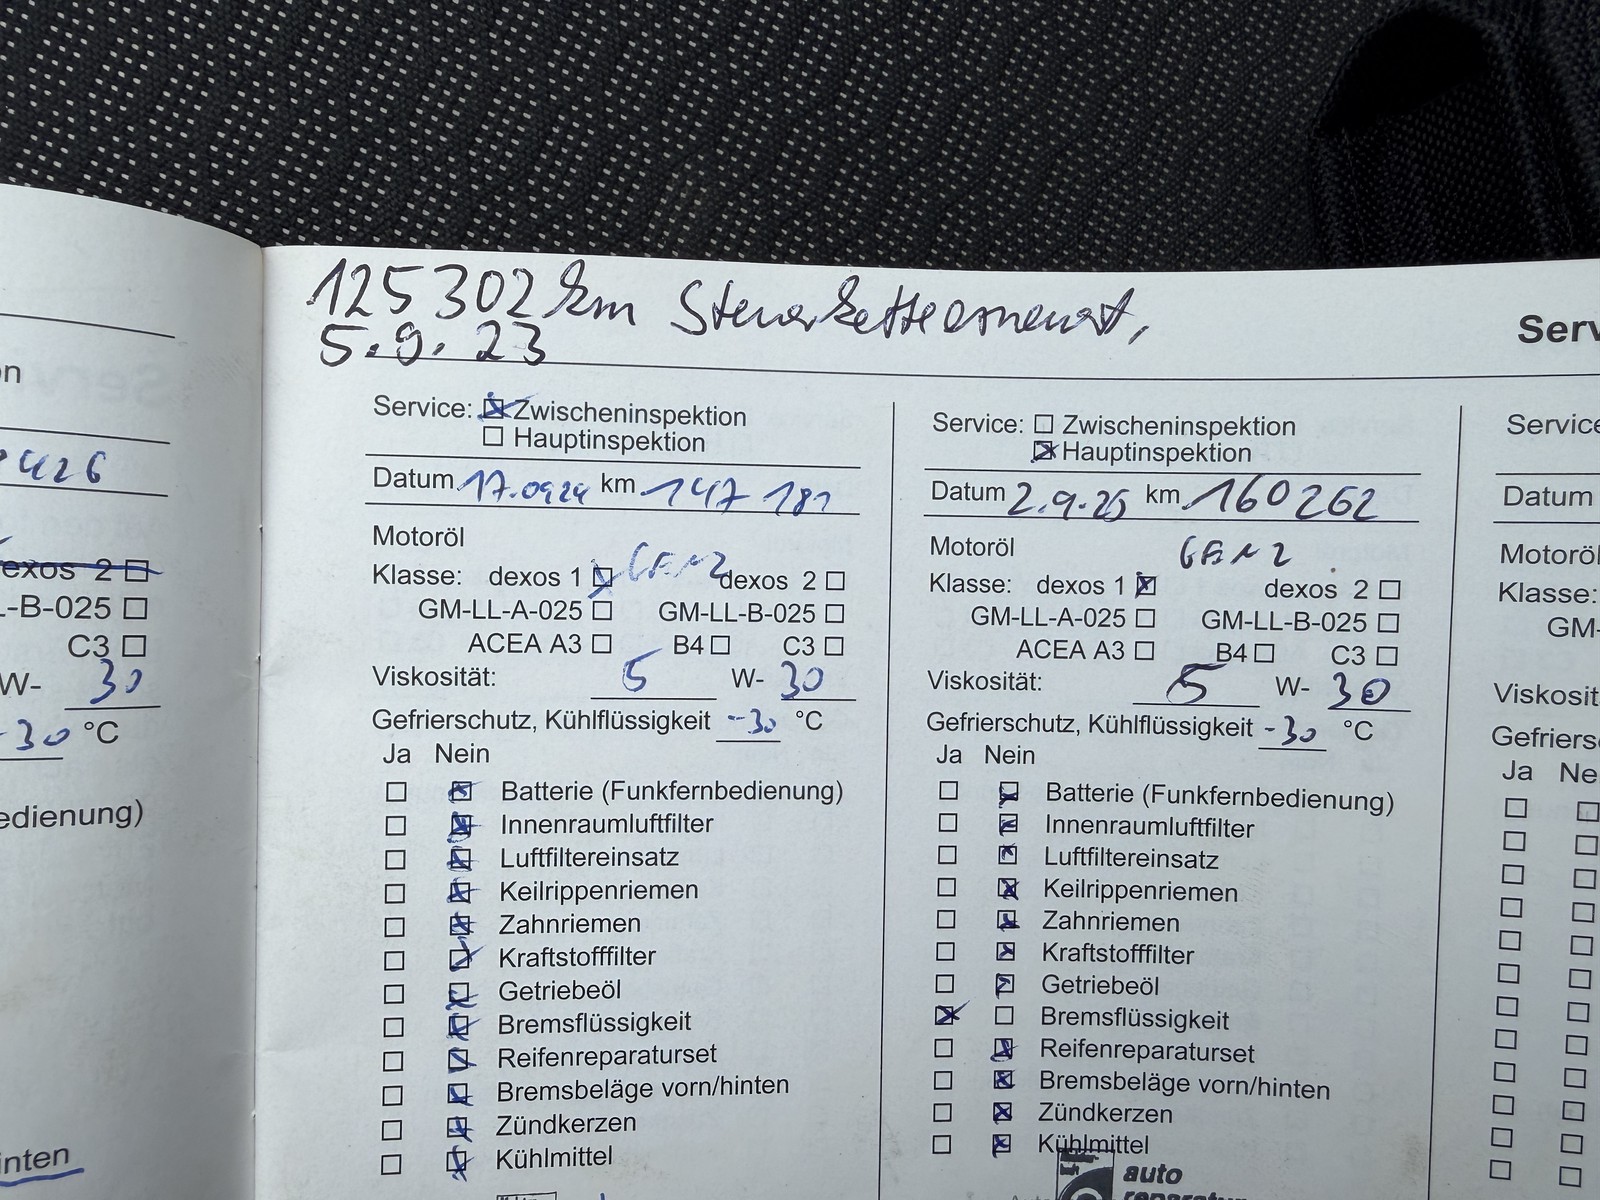 125302 km Steuerkette erneuert,
5.9.23
Serv
n
426
exos 2
L-B-025
C3
W- 30
-30 °C
edienung)
inten
Service: Zwischeninspektion
Hauptinspektion
Datum 17.09.24 km 147 181
Motoröl
Klasse: dexos 1 GEN 2 dexos 2
GM-LL-A-025 GM-LL-B-025
ACEA A3 B4 C3
Viskosität: 5 W- 30
Gefrierschutz, Kühlflüssigkeit -30 °C
Ja Nein
Batterie (Funkfernbedienung)
Innenraumluftfilter
Luftfiltereinsatz
Keilrippenriemen
Zahnriemen
Kraftstofffilter
Getriebeöl
Bremsflüssigkeit
Reifenreparaturset
Bremsbeläge vorn/hinten
Zündkerzen
Kühlmittel
Service: Zwischeninspektion
Hauptinspektion
Datum 2.9.25 km 160262
Motoröl GEN 2
Klasse: dexos 1 dexos 2
GM-LL-A-025 GM-LL-B-025
ACEA A3 B4 C3
Viskosität: 5 W- 30
Gefrierschutz, Kühlflüssigkeit -30 °C
Ja Nein
Batterie (Funkfernbedienung)
Innenraumluftfilter
Luftfiltereinsatz
Keilrippenriemen
Zahnriemen
Kraftstofffilter
Getriebeöl
Bremsflüssigkeit
Reifenreparaturset
Bremsbeläge vorn/hinten
Zündkerzen
Kühlmittel
auto
Service
Datum
Motoröl
Klasse:
GM-
Viskosit
Gefriers
Ja Ne